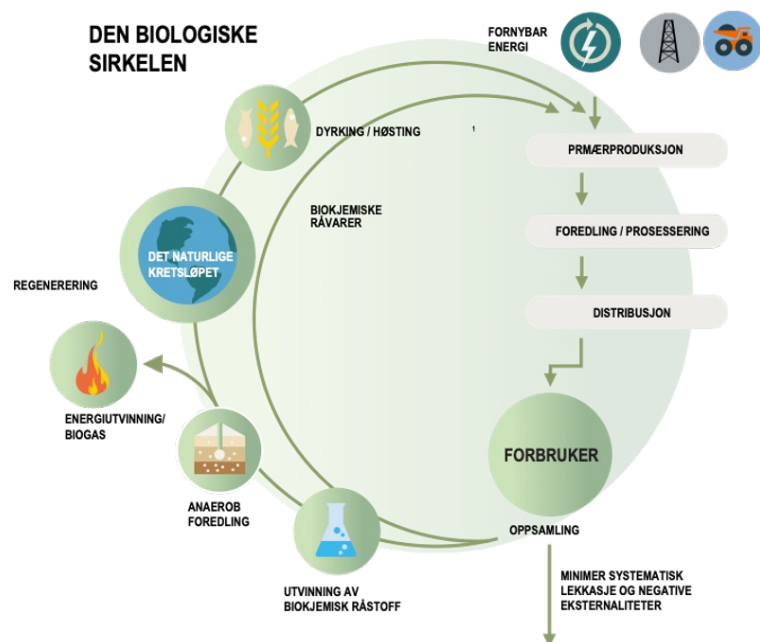 DEN BIOLOGISKE
SIRKELEN
FORNYBAR
ENERGI
DYRKING / HØSTING
1
PRMÆRPRODUKSJON
BIOKJEMISKE
RÅVARER
FOREDLING / PROSESSERING
DET NATURLIGE
KRETSLØPET
REGENERERING
DISTRIBUSJON
ENERGIUTVINNING/
BIOGAS
FORBRUKER
ANAEROB
FOREDLING
OPPSAMLING
UTVINNING AV
BIOKJEMISK RÅSTOFF
MINIMER SYSTEMATISK
LEKKASJE OG NEGATIVE
EKSTERNALITETER